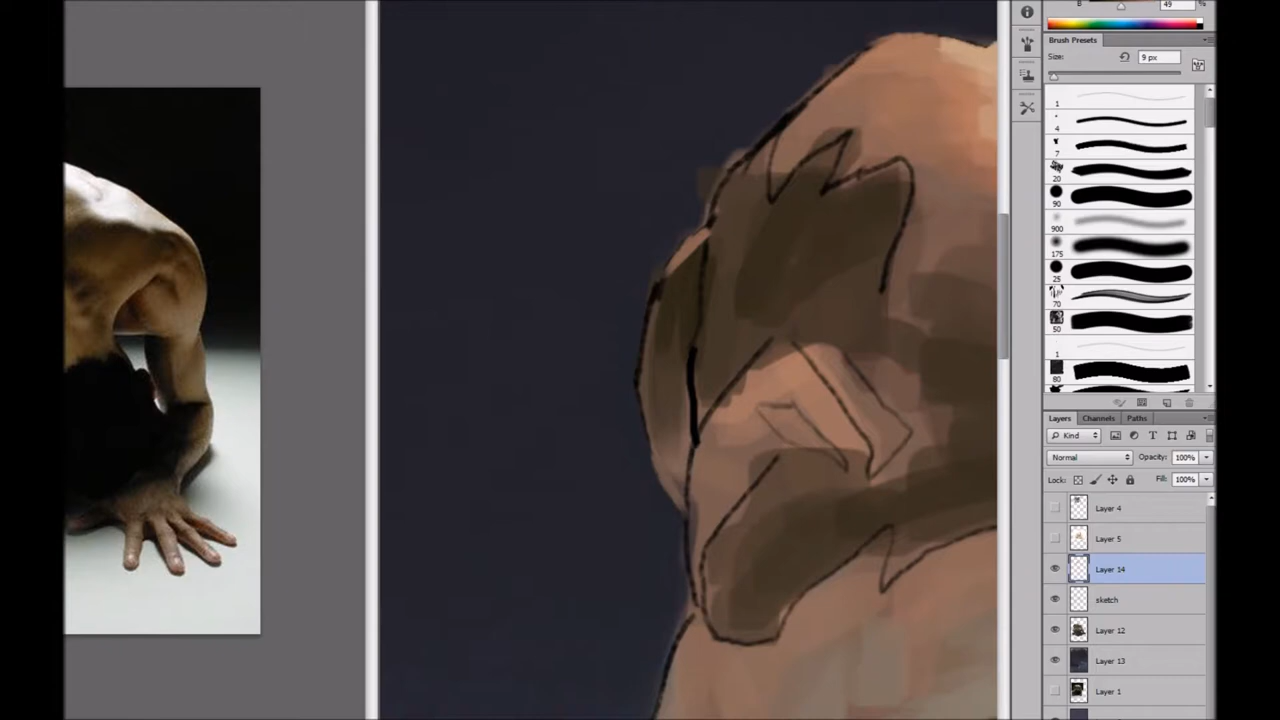 B 49 %
Brush Presets
Size: 9 px
1
4
7
20
90
900
175
25
70
50
1
80
Layers Channels Paths
Kind T
Normal Opacity: 100%
Lock: Fill: 100%
Layer 4
Layer 5
Layer 14
sketch
Layer 12
Layer 13
Layer 1